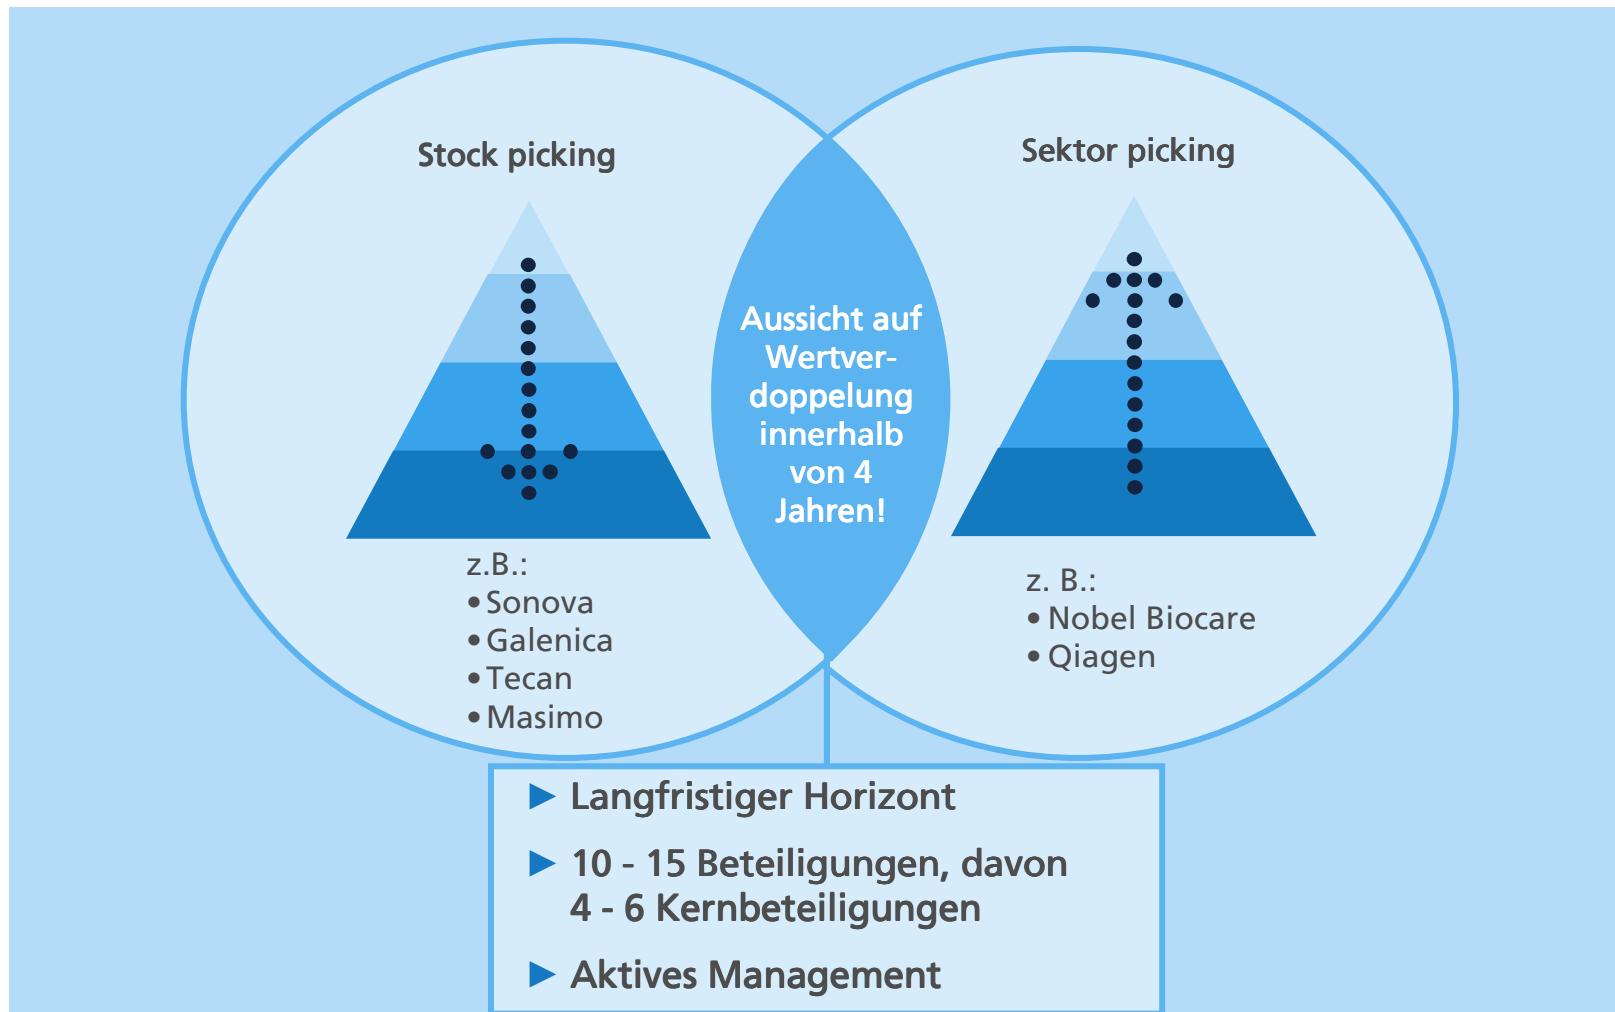 Stock picking
z.B.:
• Sonova
• Galenica
• Tecan
• Masimo
Aussicht auf
Wertver-
doppelung
innerhalb
von 4
Jahren!
Sektor picking
z. B.:
• Nobel Biocare
• Qiagen
► Langfristiger Horizont
► 10 - 15 Beteiligungen, davon
4 - 6 Kernbeteiligungen
► Aktives Management